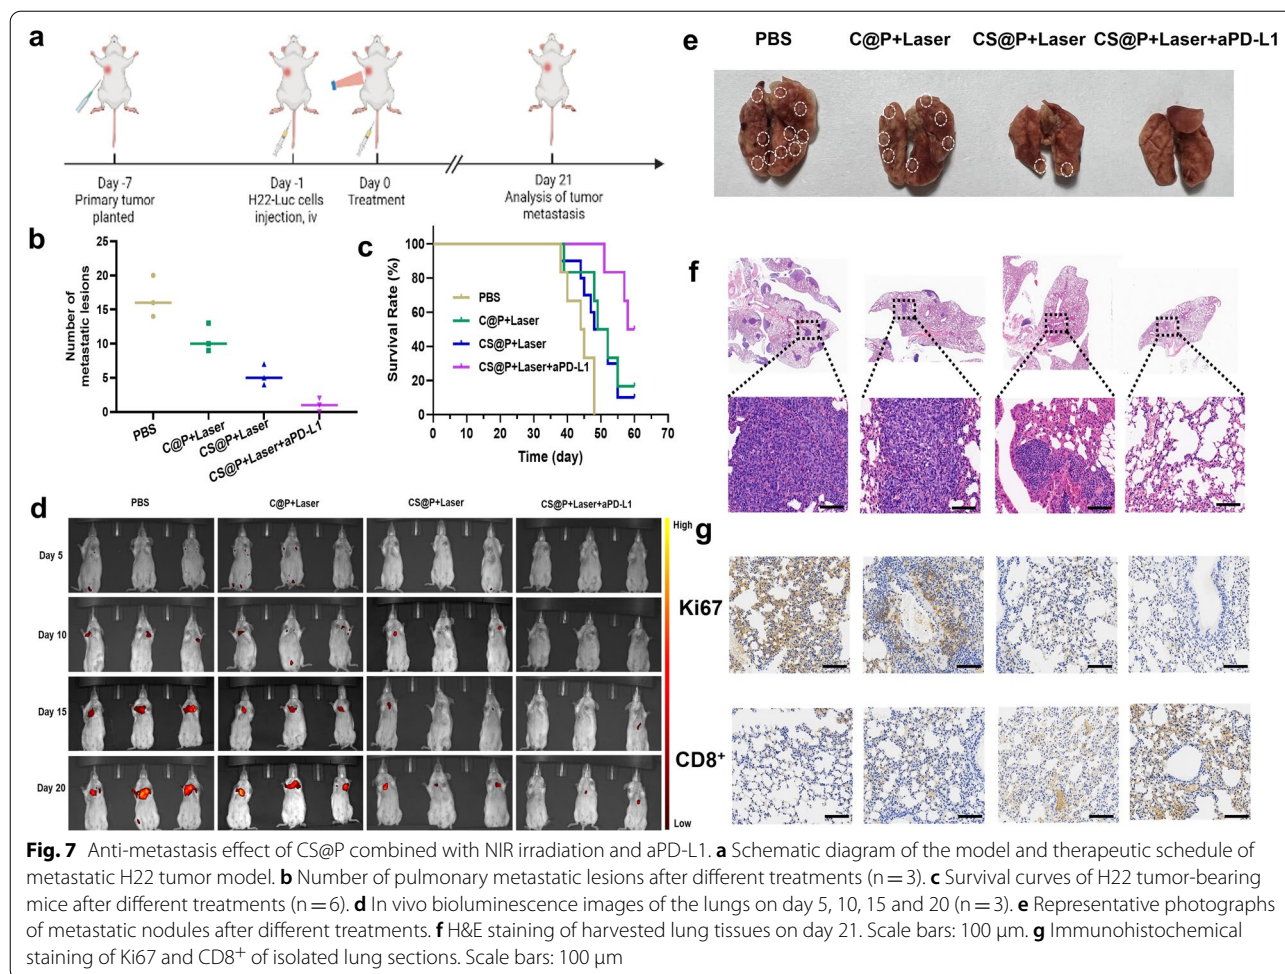 a
Day -7
Primary tumor
planted
Day -1
H22-Luc cells
injection, iv
Day 0
Treatment
Day 21
Analysis of tumor
metastasis
b
Number of
metastatic lesions
25
20
15
10
5
0
PBS
C@P+Laser
CS@P+Laser
CS@P+Laser+aPD-L1
c
Survival Rate (%)
100
80
60
40
20
0
PBS
C@P+Laser
CS@P+Laser
CS@P+Laser+aPD-L1
0 10 20 30 40 50 60 70
Time (day)
d
PBS C@P+Laser CS@P+Laser CS@P+Laser+aPD-L1
Day 5
Day 10
Day 15
Day 20
High
Low
e
PBS C@P+Laser CS@P+Laser CS@P+Laser+aPD-L1
f
g
Ki67
CD8⁺
Fig. 7 Anti-metastasis effect of CS@P combined with NIR irradiation and aPD-L1. a Schematic diagram of the model and therapeutic schedule of
metastatic H22 tumor model. b Number of pulmonary metastatic lesions after different treatments (n = 3). c Survival curves of H22 tumor-bearing
mice after different treatments (n = 6). d In vivo bioluminescence images of the lungs on day 5, 10, 15 and 20 (n = 3). e Representative photographs
of metastatic nodules after different treatments. f H&E staining of harvested lung tissues on day 21. Scale bars: 100 μm. g Immunohistochemical
staining of Ki67 and CD8⁺ of isolated lung sections. Scale bars: 100 μm